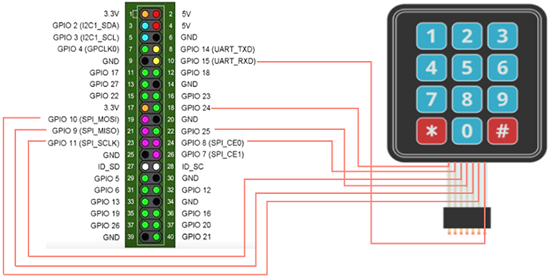 3.3V 1 2 5V
GPIO 2 (I2C1_SDA) 3 4 5V
GPIO 3 (I2C1_SCL) 5 6 GND
GPIO 4 (GPCLK0) 7 8 GPIO 14 (UART_TXD)
GND 9 10 GPIO 15 (UART_RXD)
GPIO 17 11 12 GPIO 18
GPIO 27 13 14 GND
GPIO 22 15 16 GPIO 23
3.3V 17 18 GPIO 24
GPIO 10 (SPI_MOSI) 19 20 GND
GPIO 9 (SPI_MISO) 21 22 GPIO 25
GPIO 11 (SPI_SCLK) 23 24 GPIO 8 (SPI_CE0)
GND 25 26 GPIO 7 (SPI_CE1)
ID_SD 27 28 ID_SC
GPIO 5 29 30 GND
GPIO 6 31 32 GPIO 12
GPIO 13 33 34 GND
GPIO 19 35 36 GPIO 16
GPIO 26 37 38 GPIO 20
GND 39 40 GPIO 21
1 2 3
4 5 6
7 8 9
* 0 #